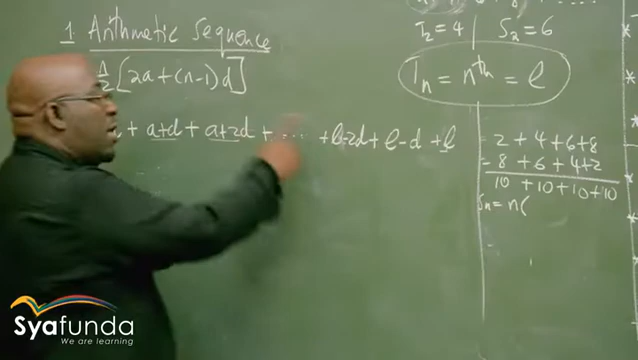 1 Arithmetic Sequence
n/2 [2a + (n-1) d]
+ a+d + a+2d + ... + l-2d + l-d + l
T2 = 4 | S2 = 6
Tn = nth = l
= 2 + 4 + 6 + 8
= 8 + 6 + 4 + 2
10 + 10 + 10 + 10
Sn = n(
Syafunda
We are learning